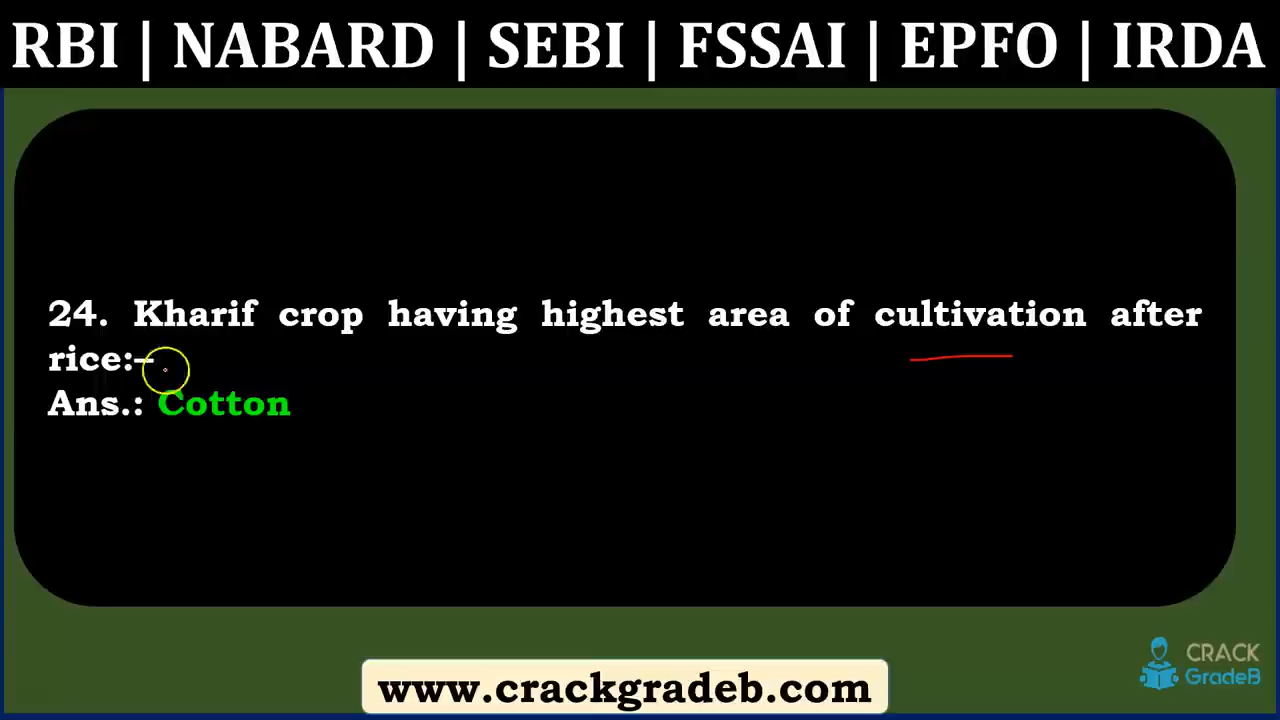 RBI | NABARD | SEBI | FSSAI | EPFO | IRDA
24. Kharif crop having highest area of cultivation after
rice:–
Ans.: Cotton
www.crackgradeb.com
CRACK
GradeB